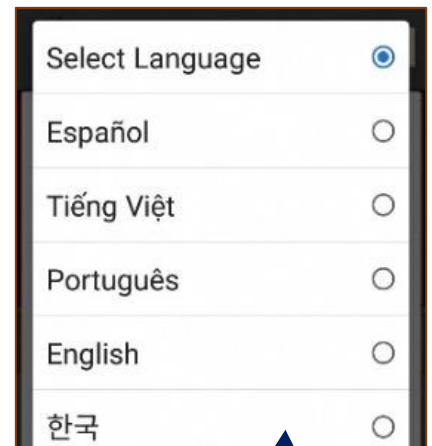 Select Language
Español
Tiếng Việt
Português
English
한국